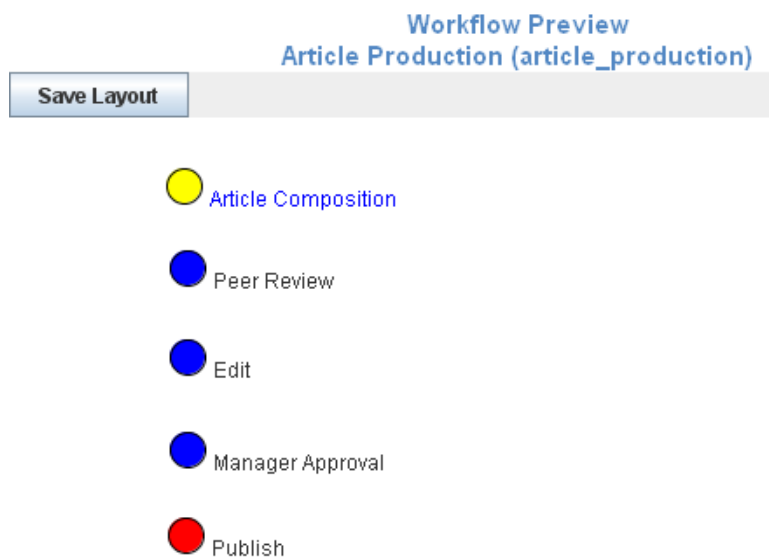 Workflow Preview
Article Production (article_production)
Save Layout
Article Composition
Peer Review
Edit
Manager Approval
Publish